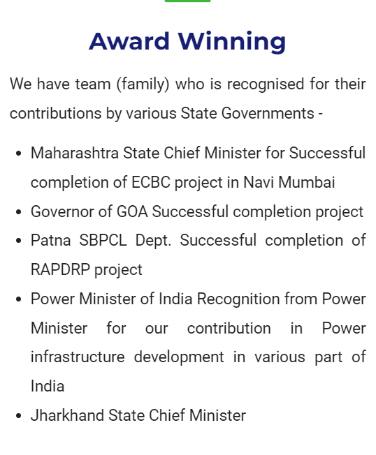 Award Winning
We have team (family) who is recognised for their
contributions by various State Governments -
• Maharashtra State Chief Minister for Successful
completion of ECBC project in Navi Mumbai
• Governor of GOA Successful completion project
• Patna SBPCL Dept. Successful completion of
RAPDRP project
• Power Minister of India Recognition from Power
Minister for our contribution in Power
infrastructure development in various part of
India
• Jharkhand State Chief Minister